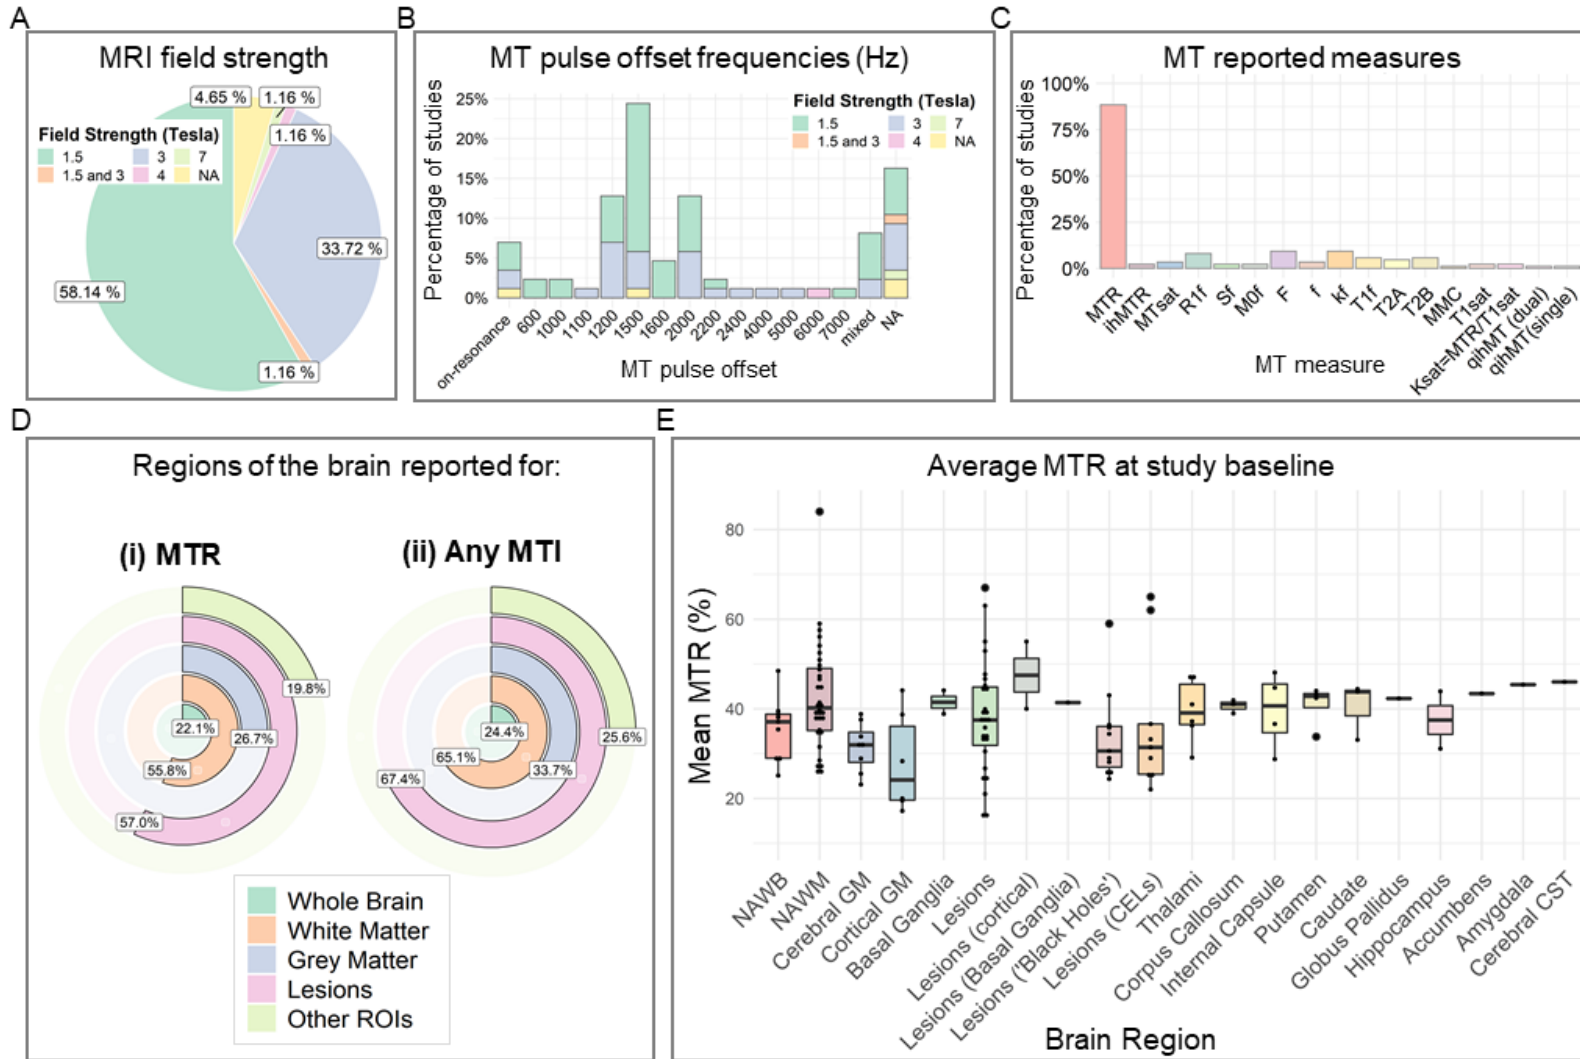 A
MRI field strength
4.65 %
1.16 %
1.16 %
Field Strength (Tesla)
1.5
3
7
1.5 and 3
4
NA
33.72 %
58.14 %
1.16 %
B
MT pulse offset frequencies (Hz)
Percentage of studies
25%
20%
15%
10%
5%
0%
Field Strength (Tesla)
1.5
3
7
1.5 and 3
4
NA
on-resonance
600
1000
1100
1200
1500
1600
2000
2200
2400
4000
5000
6000
7000
mixed
NA
MT pulse offset
C
MT reported measures
Percentage of studies
100%
75%
50%
25%
0%
MTR
ihMTR
MTsat
R1f
Sf
M0f
F
f
kf
T1f
T2A
T2B
MMC
T1sat
Ksat=MTR/T1sat
qihMT (dual)
qihMT(single)
MT measure
D
Regions of the brain reported for:
(i) MTR
19.8%
22.1%
26.7%
55.8%
57.0%
(ii) Any MTI
24.4%
25.6%
65.1%
33.7%
67.4%
Whole Brain
White Matter
Grey Matter
Lesions
Other ROIs
E
Average MTR at study baseline
Mean MTR (%)
80
60
40
20
NAWB
NAWM
Cerebral GM
Cortical GM
Basal Ganglia
Lesions
Lesions (cortical)
Lesions (Basal Ganglia)
Lesions ('Black Holes')
Lesions (CELs)
Thalami
Corpus Callosum
Internal Capsule
Putamen
Caudate
Globus Pallidus
Hippocampus
Accumbens
Amygdala
Cerebral CST
Brain Region